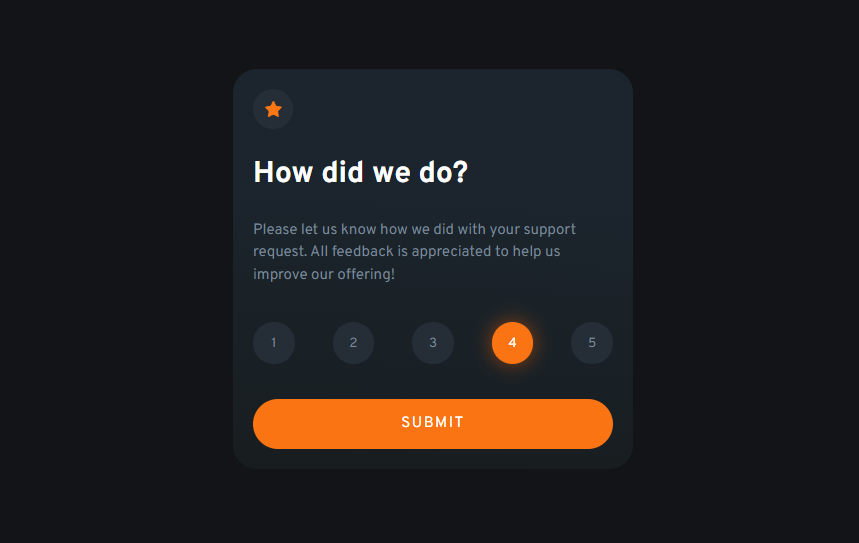 How did we do?
Please let us know how we did with your support
request. All feedback is appreciated to help us
improve our offering!
1 2 3 4 5
SUBMIT